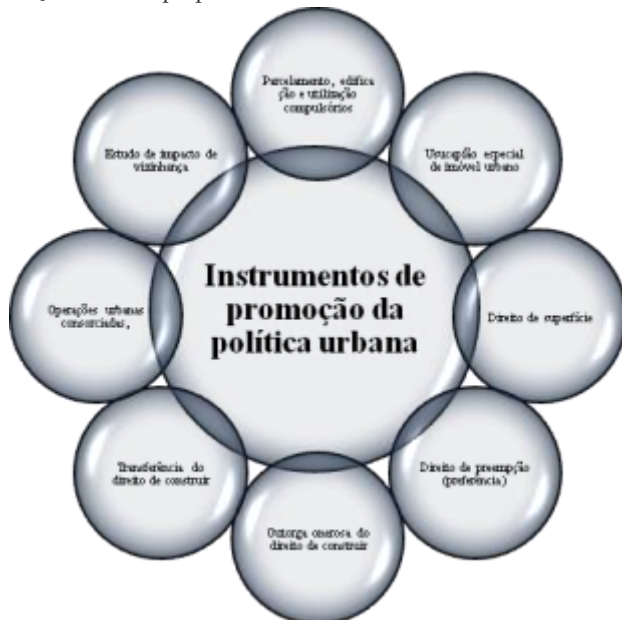 Instrumentos de
promoção da
política urbana
Parcelamento, edifica
ção e utilização
compulsórios
Usucapião especial
de imóvel urbano
Direito de superfície
Direito de preempção
(preferência)
Outorga onerosa do
direito de construir
Transferência do
direito de construir
Operações urbanas
consorciadas,
Estudo de impacto de
vizinhança